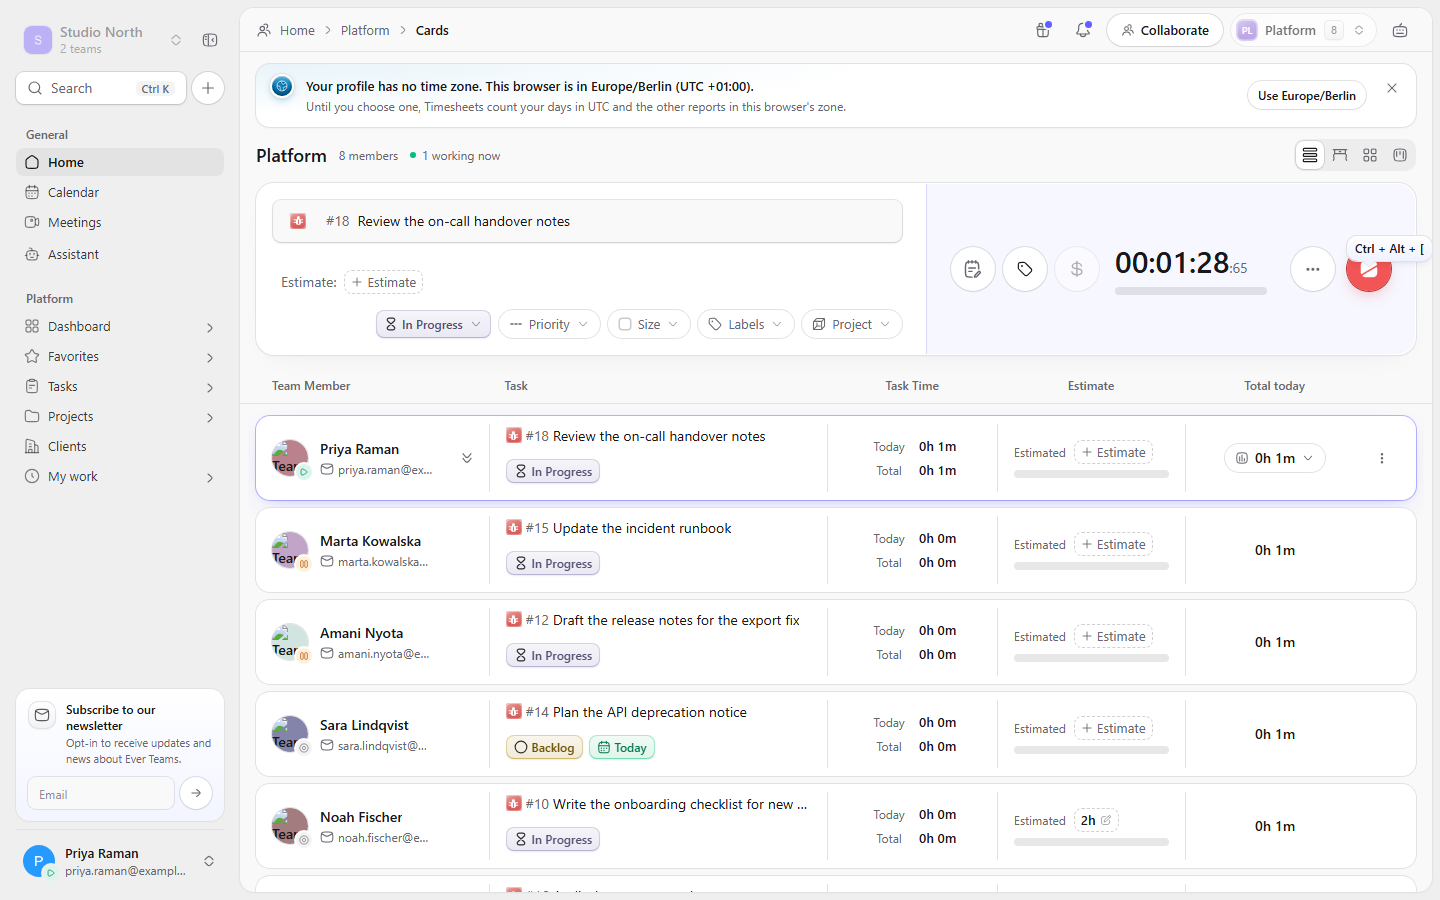 S
Studio North
2 teams
Search
Ctrl K
General
Home
Calendar
Meetings
Assistant
Platform
Dashboard
Favorites
Tasks
Projects
Clients
My work
Subscribe to our
newsletter
Opt-in to receive updates and
news about Ever Teams.
Email
P
Priya Raman
priya.raman@exampl...
Home
Platform
Cards
Collaborate
PL
Platform
8
Your profile has no time zone. This browser is in Europe/Berlin (UTC +01:00).
Until you choose one, Timesheets count your days in UTC and the other reports in this browser's zone.
Use Europe/Berlin
Platform
8 members
1 working now
#18 Review the on-call handover notes
Estimate:
+ Estimate
In Progress
Priority
Size
Labels
Project
00:01:28:65
Ctrl + Alt + [
Team Member
Task
Task Time
Estimate
Total today
Priya Raman
priya.raman@ex...
#18 Review the on-call handover notes
In Progress
Today 0h 1m
Total 0h 1m
Estimated + Estimate
0h 1m
Marta Kowalska
marta.kowalska...
#15 Update the incident runbook
In Progress
Today 0h 0m
Total 0h 0m
Estimated + Estimate
0h 1m
Amani Nyota
amani.nyota@e...
#12 Draft the release notes for the export fix
In Progress
Today 0h 0m
Total 0h 0m
Estimated + Estimate
0h 1m
Sara Lindqvist
sara.lindqvist@...
#14 Plan the API deprecation notice
Backlog
Today
Today 0h 0m
Total 0h 0m
Estimated + Estimate
0h 1m
Noah Fischer
noah.fischer@e...
#10 Write the onboarding checklist for new ...
In Progress
Today 0h 0m
Total 0h 0m
Estimated 2h
0h 1m